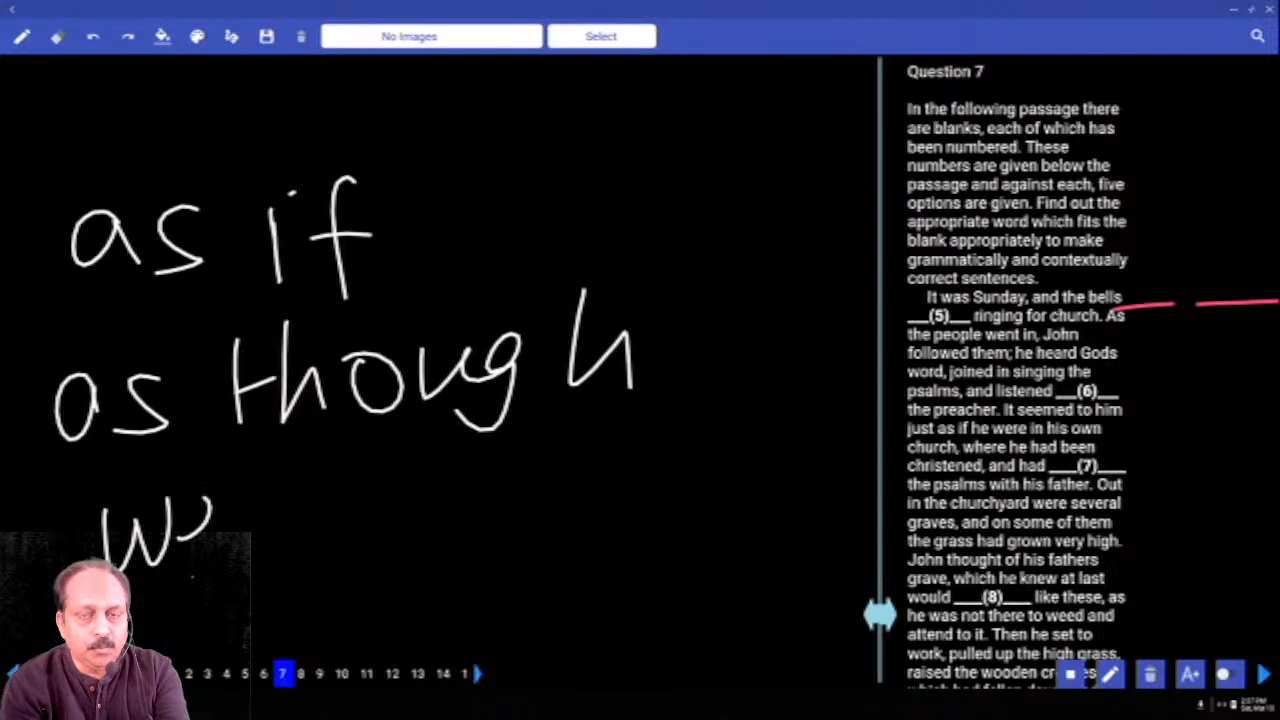 No Images
Select
as if
as though
Question 7
In the following passage there
are blanks, each of which has
been numbered. These
numbers are given below the
passage and against each, five
options are given. Find out the
appropriate word which fits the
blank appropriately to make
grammatically and contextually
correct sentences.
It was Sunday, and the bells
__(5)__ ringing for church. As
the people went in, John
followed them; he heard Gods
word, joined in singing the
psalms, and listened __(6)__
the preacher. It seemed to him
just as if he were in his own
church, where he had been
christened, and had ___(7)___
the psalms with his father. Out
in the churchyard were several
graves, and on some of them
the grass had grown very high.
John thought of his fathers
grave, which he knew at last
would ___(8)___ like these, as
he was not there to weed and
attend to it. Then he set to
work, pulled up the high grass,
raised the wooden
2 3 4 5 6 7 8 9 10 11 12 13 14 1
A+